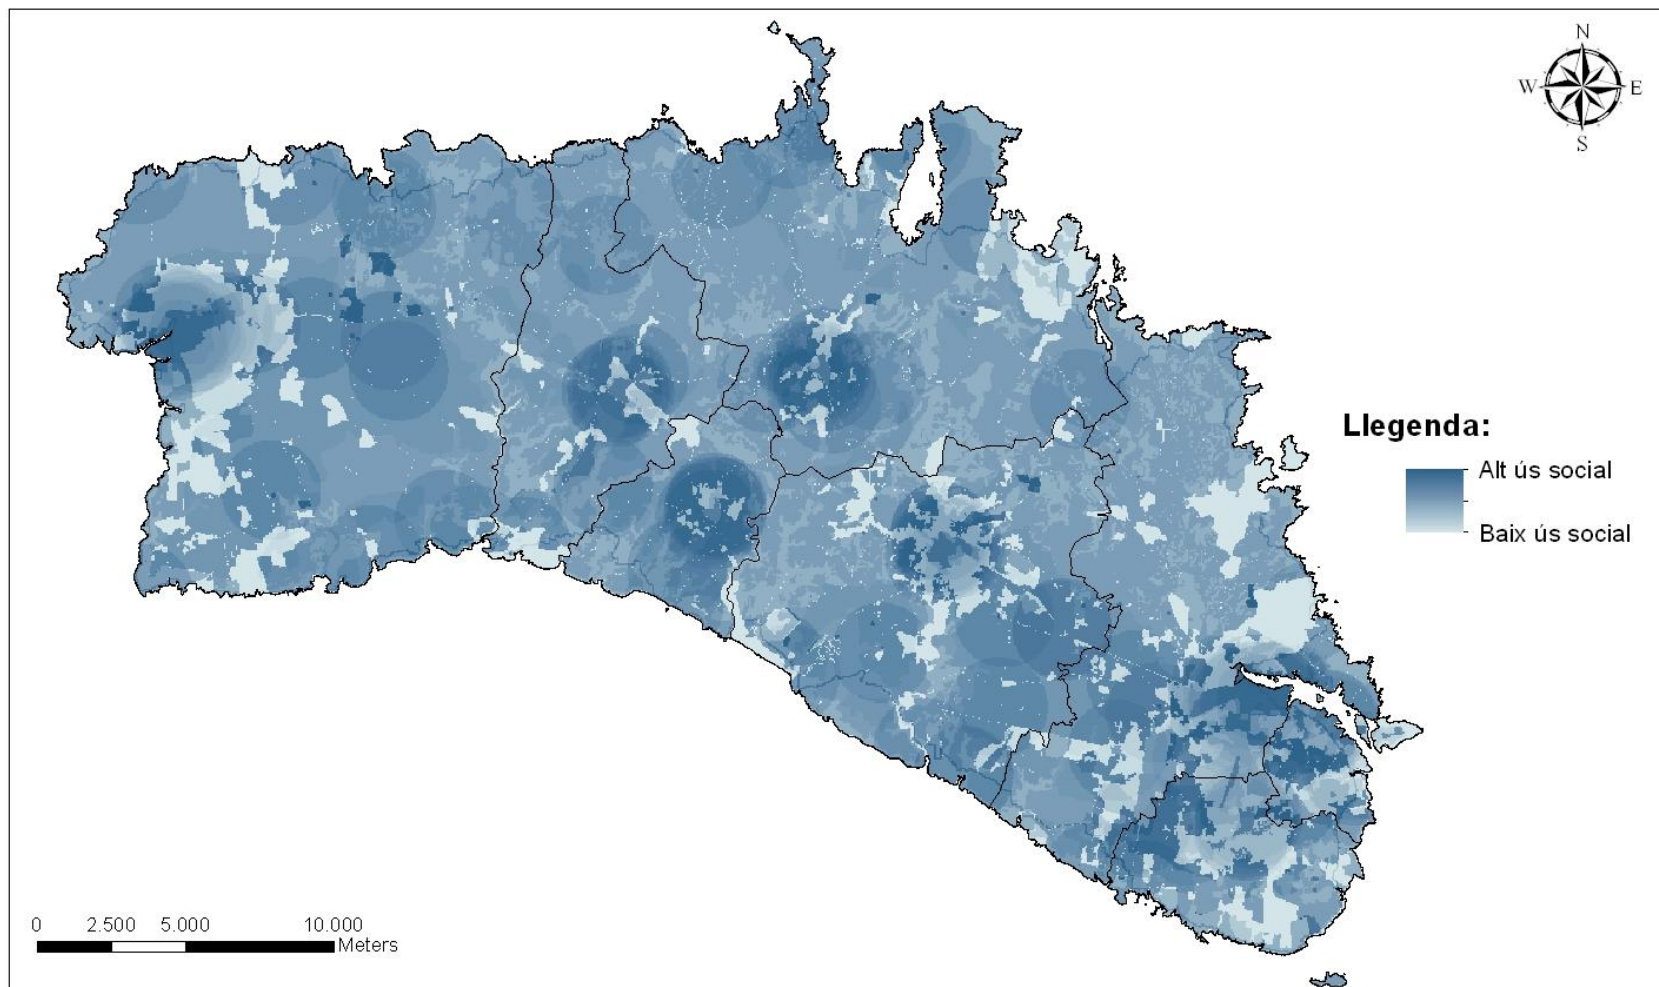 N
W E
S
Llegenda:
Alt ús social
Baix ús social
0 2.500 5.000 10.000
Meters